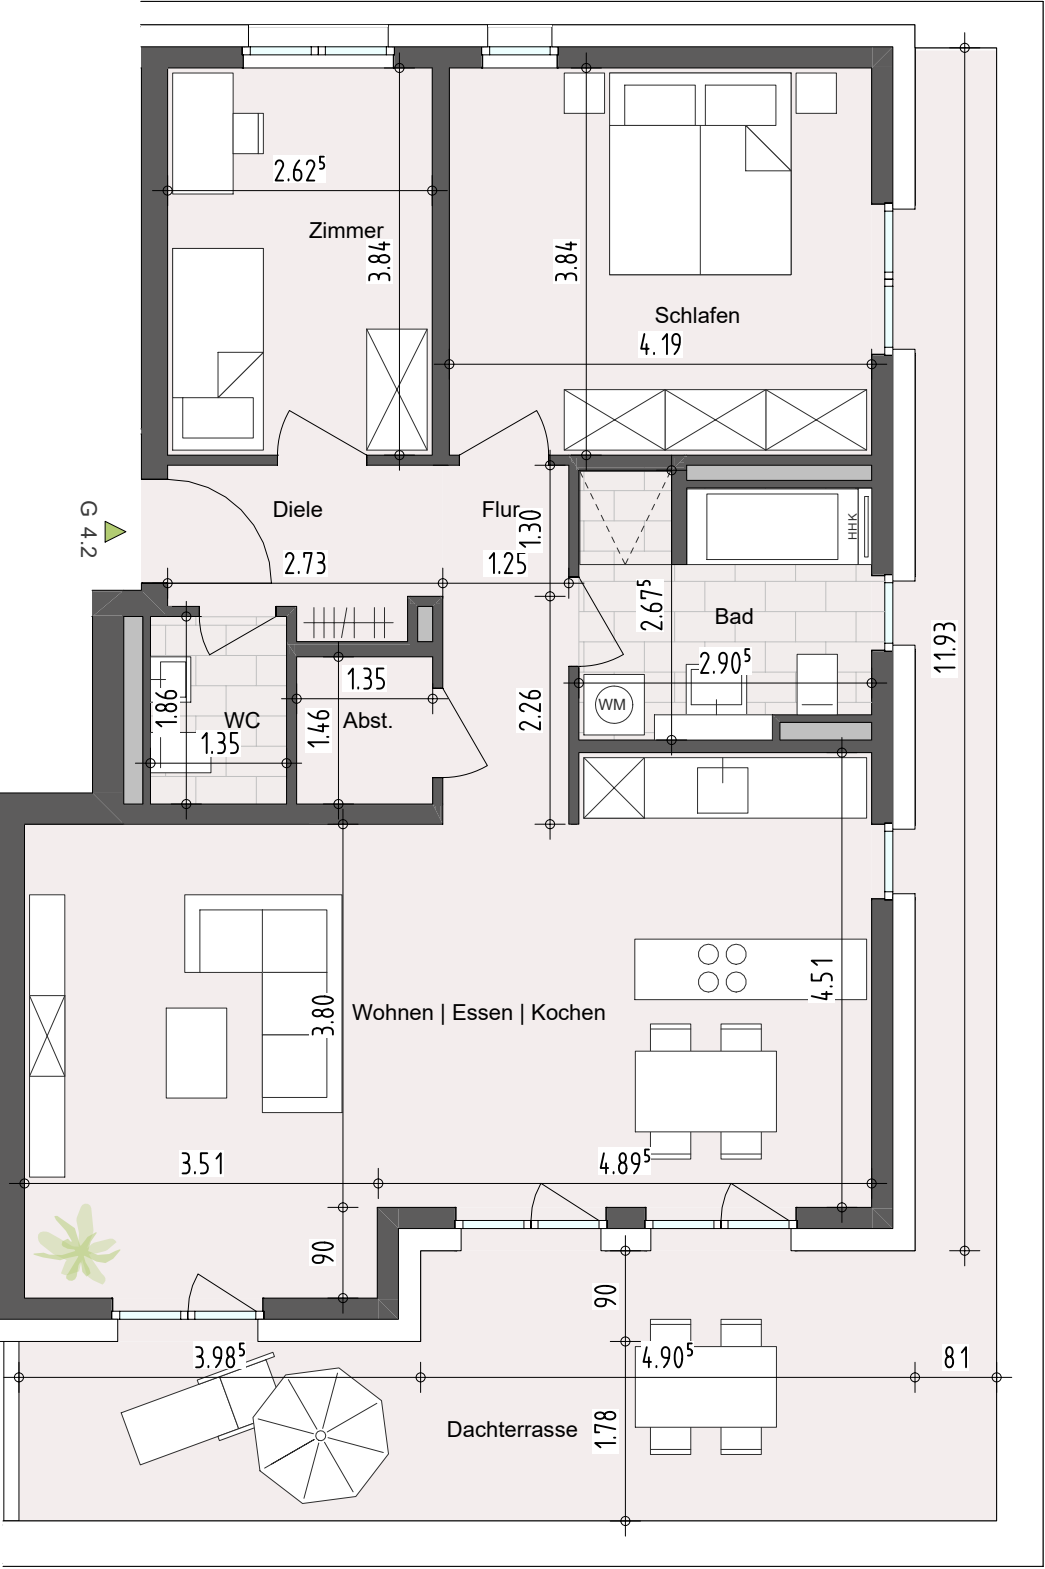 2.62⁵
Zimmer
3.84
3.84
Schlafen
4.19
G 4.2
Diele
Flur
1.30
2.73
1.25
HHK
2.67⁵
Bad
2.90⁵
11.93
1.86
WC
1.35
1.35
1.46
Abst.
2.26
WM
4.51
3.80
Wohnen | Essen | Kochen
3.51
4.89⁵
90
90
3.98⁵
4.90⁵
81
1.78
Dachterrasse